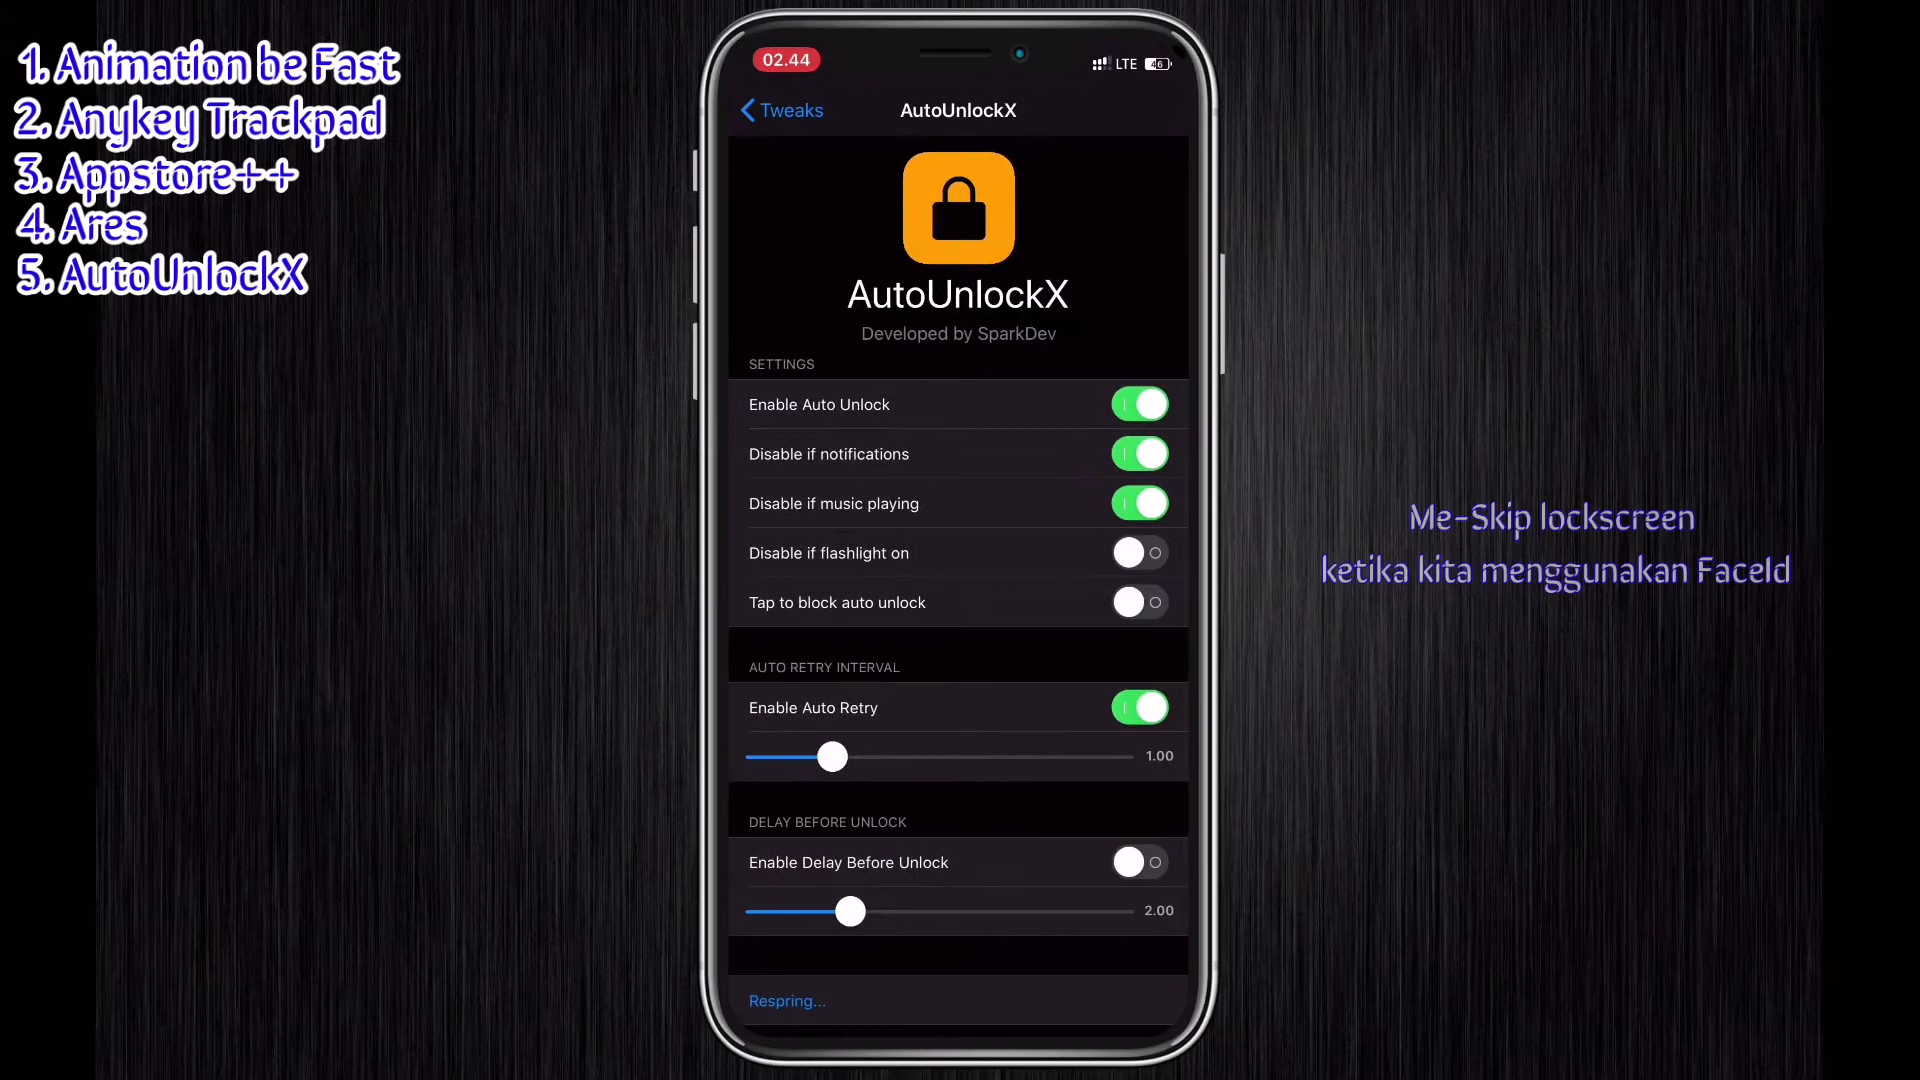 1. Animation be Fast
2. Anykey Trackpad
3. Appstore++
4. Ares
5. AutoUnlockX
02.44
LTE
46
Tweaks
AutoUnlockX
AutoUnlockX
Developed by SparkDev
SETTINGS
Enable Auto Unlock
Disable if notifications
Disable if music playing
Disable if flashlight on
Tap to block auto unlock
AUTO RETRY INTERVAL
Enable Auto Retry
1.00
DELAY BEFORE UNLOCK
Enable Delay Before Unlock
2.00
Respring...
Me-Skip lockscreen
ketika kita menggunakan FaceId